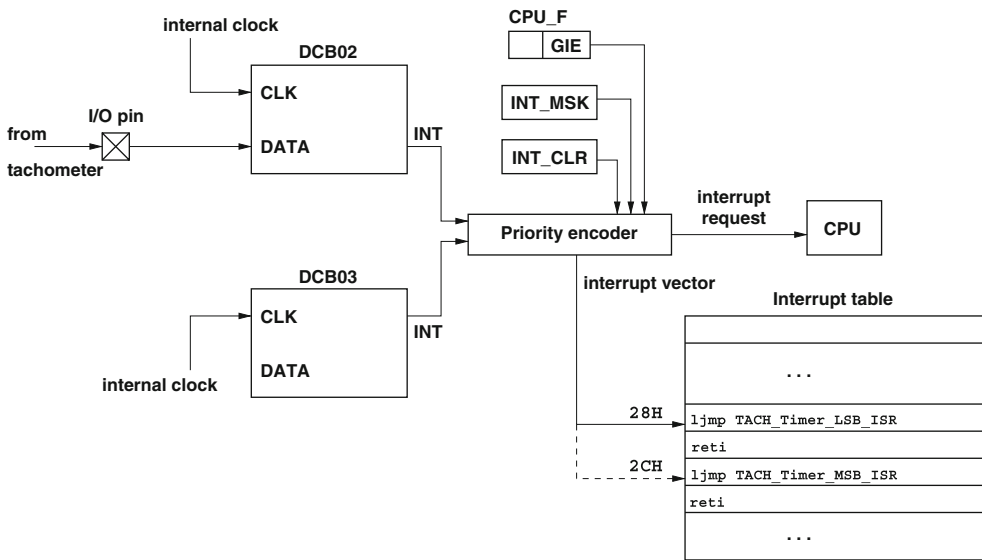 CPU_F
GIE
internal clock
DCB02
CLK
I/O pin
INT_MSK
from
tachometer
DATA
INT
INT_CLR
Priority encoder
interrupt
request
CPU
DCB03
CLK
INT
DATA
internal clock
interrupt vector
Interrupt table
...
28H
ljmp TACH_Timer_LSB_ISR
reti
2CH
ljmp TACH_Timer_MSB_ISR
reti
...